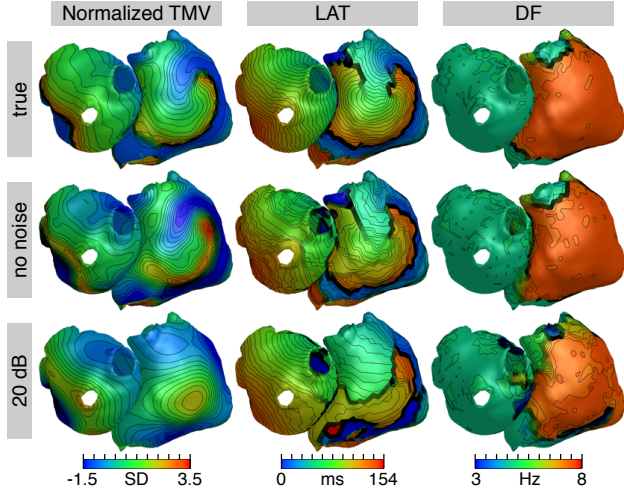 Normalized TMV LAT DF
true
no noise
20 dB
-1.5 SD 3.5 0 ms 154 3 Hz 8